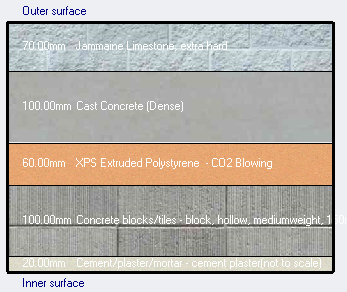 Outer surface
70.00mm Jammaine Limestone, extra hard
100.00mm Cast Concrete (Dense)
60.00mm XPS Extruded Polystyrene - CO2 Blowing
100.00mm Concrete blocks/tiles - block, hollow, mediumweight, 1
20.00mm Cement/plaster/mortar - cement plaster(not to scale)
Inner surface